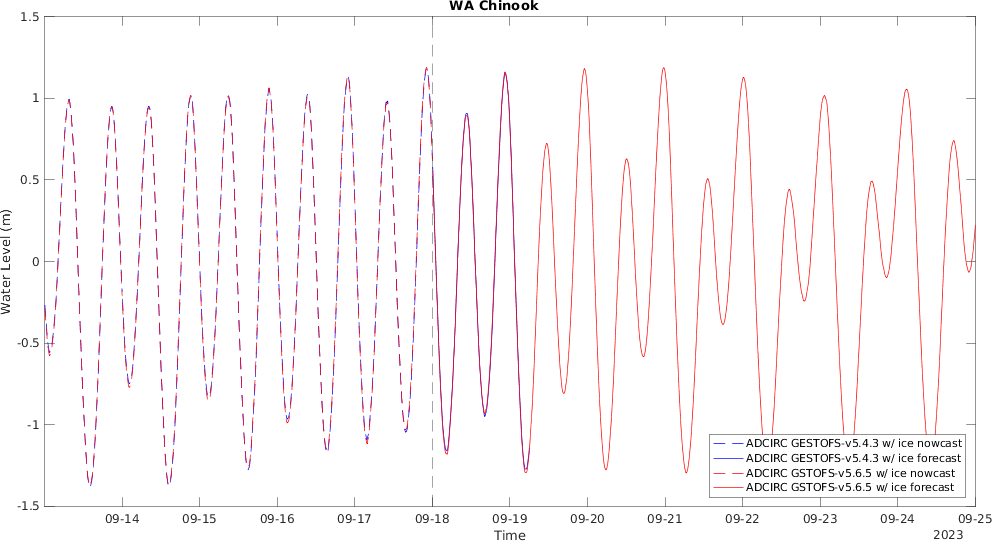 WA Chinook
1.5
1
0.5
0
-0.5
-1
-1.5
Water Level (m)
09-14 09-15 09-16 09-17 09-18 09-19 09-20 09-21 09-22 09-23 09-24 09-25
Time
2023
ADCIRC GESTOFS-v5.4.3 w/ ice nowcast
ADCIRC GESTOFS-v5.4.3 w/ ice forecast
ADCIRC GSTOFS-v5.6.5 w/ ice nowcast
ADCIRC GSTOFS-v5.6.5 w/ ice forecast